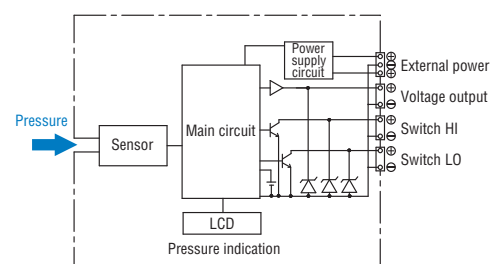 Power
supply
circuit
⊕
⊖
⊕
External power
⊕
Voltage output
⊖
Pressure
Sensor
Main circuit
⊕
Switch HI
⊖
⊕
Switch LO
⊖
LCD
Pressure indication